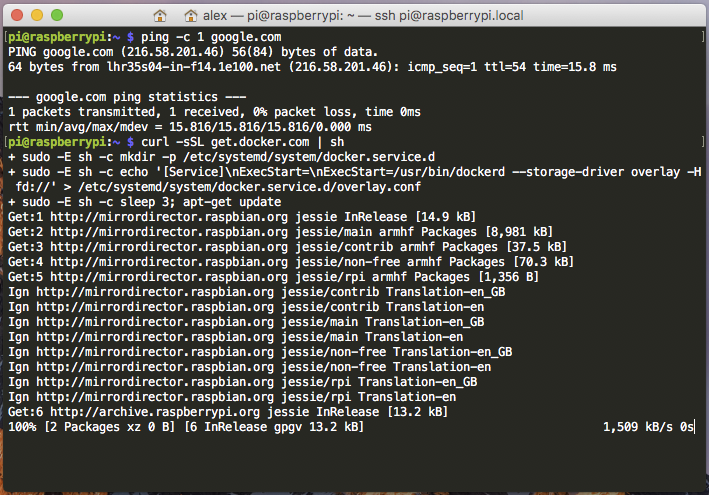 alex — pi@raspberrypi: ~ — ssh pi@raspberrypi.local
[pi@raspberrypi:~ $ ping -c 1 google.com ]
PING google.com (216.58.201.46) 56(84) bytes of data.
64 bytes from lhr35s04-in-f14.1e100.net (216.58.201.46): icmp_seq=1 ttl=54 time=15.8 ms
--- google.com ping statistics ---
1 packets transmitted, 1 received, 0% packet loss, time 0ms
rtt min/avg/max/mdev = 15.816/15.816/15.816/0.000 ms
[pi@raspberrypi:~ $ curl -sSL get.docker.com | sh ]
+ sudo -E sh -c mkdir -p /etc/systemd/system/docker.service.d
+ sudo -E sh -c echo '[Service]\nExecStart=\nExecStart=/usr/bin/dockerd --storage-driver overlay -H
fd://' > /etc/systemd/system/docker.service.d/overlay.conf
+ sudo -E sh -c sleep 3; apt-get update
Get:1 http://mirrordirector.raspbian.org jessie InRelease [14.9 kB]
Get:2 http://mirrordirector.raspbian.org jessie/main armhf Packages [8,981 kB]
Get:3 http://mirrordirector.raspbian.org jessie/contrib armhf Packages [37.5 kB]
Get:4 http://mirrordirector.raspbian.org jessie/non-free armhf Packages [70.3 kB]
Get:5 http://mirrordirector.raspbian.org jessie/rpi armhf Packages [1,356 B]
Ign http://mirrordirector.raspbian.org jessie/contrib Translation-en_GB
Ign http://mirrordirector.raspbian.org jessie/contrib Translation-en
Ign http://mirrordirector.raspbian.org jessie/main Translation-en_GB
Ign http://mirrordirector.raspbian.org jessie/main Translation-en
Ign http://mirrordirector.raspbian.org jessie/non-free Translation-en_GB
Ign http://mirrordirector.raspbian.org jessie/non-free Translation-en
Ign http://mirrordirector.raspbian.org jessie/rpi Translation-en_GB
Ign http://mirrordirector.raspbian.org jessie/rpi Translation-en
Get:6 http://archive.raspberrypi.org jessie InRelease [13.2 kB]
100% [2 Packages xz 0 B] [6 InRelease gpgv 13.2 kB] 1,509 kB/s 0s